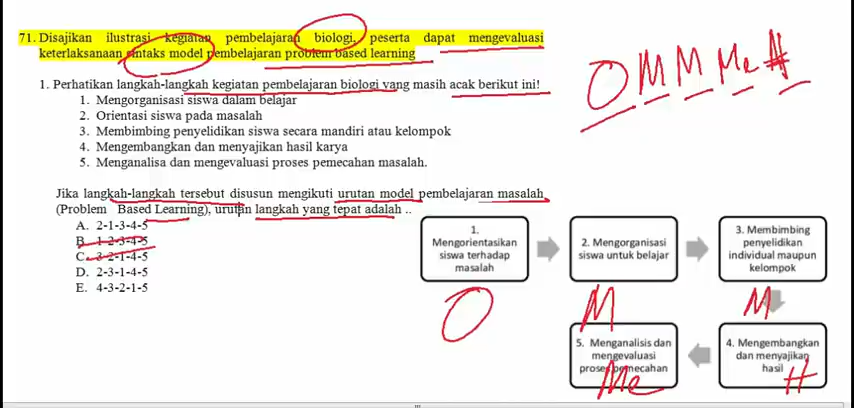 71. Disajikan ilustrasi kegiatan pembelajaran biologi, peserta dapat mengevaluasi
keterlaksanaan sintaks model pembelajaran problem based learning
O M M Me H
1. Perhatikan langkah-langkah kegiatan pembelajaran biologi yang masih acak berikut ini!
1. Mengorganisasi siswa dalam belajar
2. Orientasi siswa pada masalah
3. Membimbing penyelidikan siswa secara mandiri atau kelompok
4. Mengembangkan dan menyajikan hasil karya
5. Menganalisa dan mengevaluasi proses pemecahan masalah.
Jika langkah-langkah tersebut disusun mengikuti urutan model pembelajaran masalah
(Problem Based Learning), urutan langkah yang tepat adalah ..
A. 2-1-3-4-5
B. 1-2-3-4-5
C. 3-2-1-4-5
D. 2-3-1-4-5
E. 4-3-2-1-5
1.
Mengorientasikan
siswa terhadap
masalah
O
2. Mengorganisasi
siswa untuk belajar
M
3. Membimbing
penyelidikan
individual maupun
kelompok
M
4. Mengembangkan
dan menyajikan
hasil
H
5. Menganalisis dan
mengevaluasi
proses pemecahan
Me